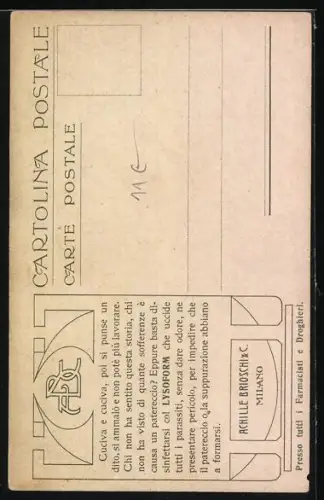 CARTOLINA POSTALE
CARTE POSTALE
11 €
ABC
Cuciva e cuciva, poi si punse un
dito, si ammalò e non potè più lavorare.
Chi non ha sentito questa storia, chi
non ha visto di quante sofferenze è
causa un patereccio? Eppure basta di-
sinfettarsi col LYSOFORM che uccide
tutti i parassiti, senza dare odore, ne
presentare pericolo, per impedire che
il patereccio o la suppurazione abbiano
a formarsi.
ACHILLE BRIOSCHI & C.
MILANO
Presso tutti i Farmacisti e Droghieri.